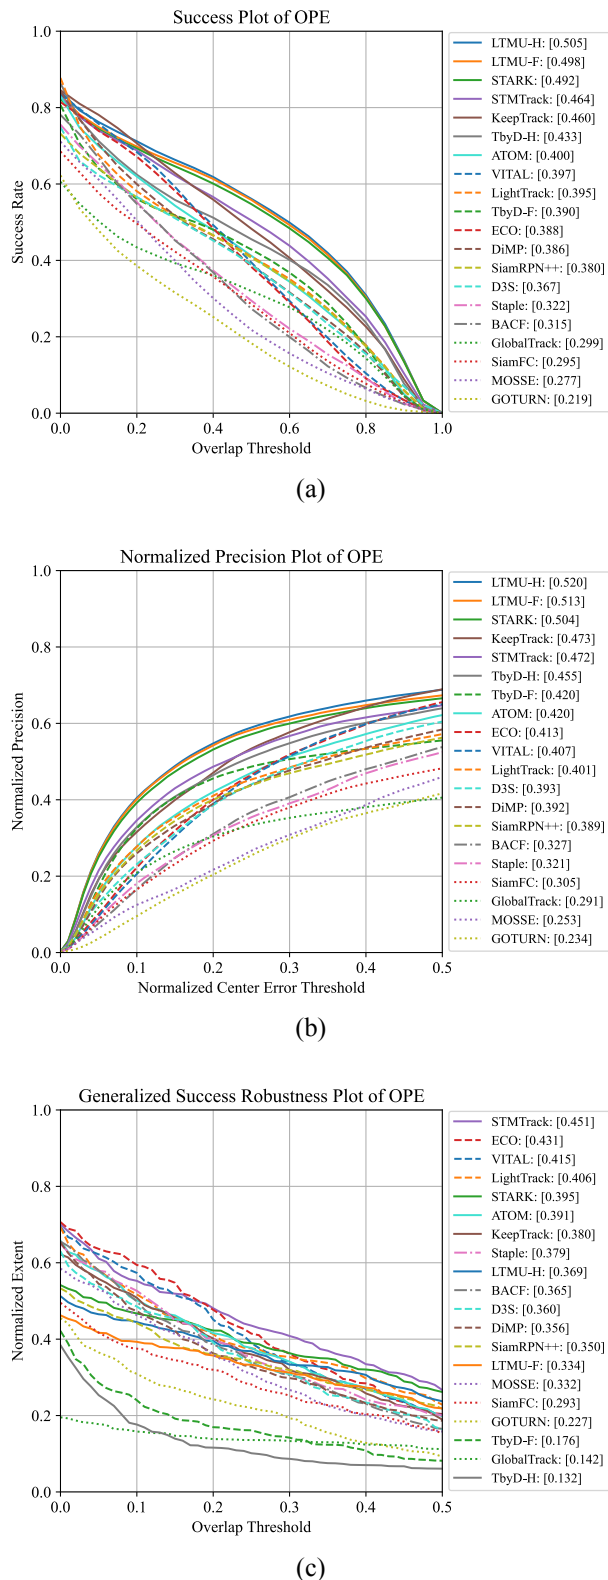 Success Plot of OPE
1.0
0.8
0.6
0.4
0.2
0.0
Success Rate
0.0 0.2 0.4 0.6 0.8 1.0
Overlap Threshold
LTMU-H: [0.505]
LTMU-F: [0.498]
STARK: [0.492]
STMTrack: [0.464]
KeepTrack: [0.460]
TbyD-H: [0.433]
ATOM: [0.400]
VITAL: [0.397]
LightTrack: [0.395]
TbyD-F: [0.390]
ECO: [0.388]
DiMP: [0.386]
SiamRPN++: [0.380]
D3S: [0.367]
Staple: [0.322]
BACF: [0.315]
GlobalTrack: [0.299]
SiamFC: [0.295]
MOSSE: [0.277]
GOTURN: [0.219]
(a)
Normalized Precision Plot of OPE
1.0
0.8
0.6
0.4
0.2
0.0
Normalized Precision
0.0 0.1 0.2 0.3 0.4 0.5
Normalized Center Error Threshold
LTMU-H: [0.520]
LTMU-F: [0.513]
STARK: [0.504]
KeepTrack: [0.473]
STMTrack: [0.472]
TbyD-H: [0.455]
TbyD-F: [0.420]
ATOM: [0.420]
ECO: [0.413]
VITAL: [0.407]
LightTrack: [0.401]
D3S: [0.393]
DiMP: [0.392]
SiamRPN++: [0.389]
BACF: [0.327]
Staple: [0.321]
SiamFC: [0.305]
GlobalTrack: [0.291]
MOSSE: [0.253]
GOTURN: [0.234]
(b)
Generalized Success Robustness Plot of OPE
1.0
0.8
0.6
0.4
0.2
0.0
Normalized Extent
0.0 0.1 0.2 0.3 0.4 0.5
Overlap Threshold
STMTrack: [0.451]
ECO: [0.431]
VITAL: [0.415]
LightTrack: [0.406]
STARK: [0.395]
ATOM: [0.391]
KeepTrack: [0.380]
Staple: [0.379]
LTMU-H: [0.369]
BACF: [0.365]
D3S: [0.360]
DiMP: [0.356]
SiamRPN++: [0.350]
LTMU-F: [0.334]
MOSSE: [0.332]
SiamFC: [0.293]
GOTURN: [0.227]
TbyD-F: [0.176]
GlobalTrack: [0.142]
TbyD-H: [0.132]
(c)